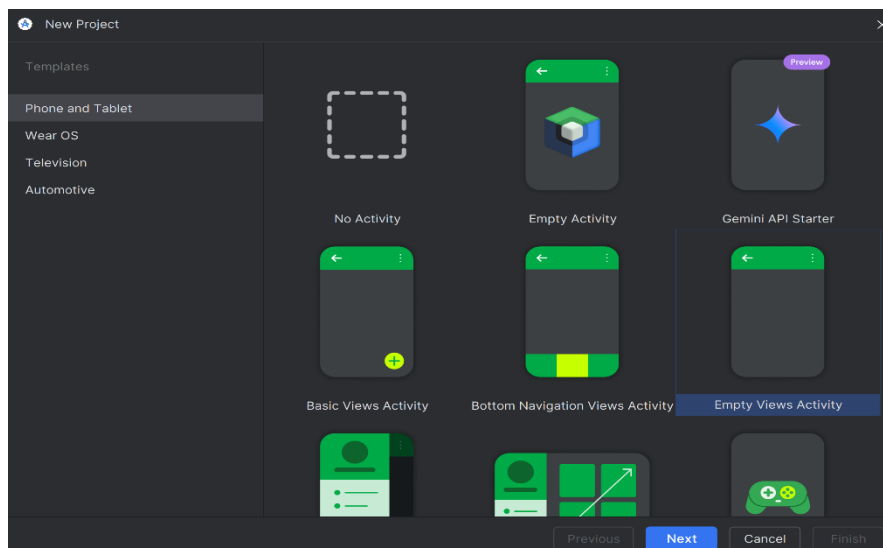 New Project
Templates
Phone and Tablet
Wear OS
Television
Automotive
Preview
No Activity
Empty Activity
Gemini API Starter
Basic Views Activity
Bottom Navigation Views Activity
Empty Views Activity
Previous
Next
Cancel
Finish